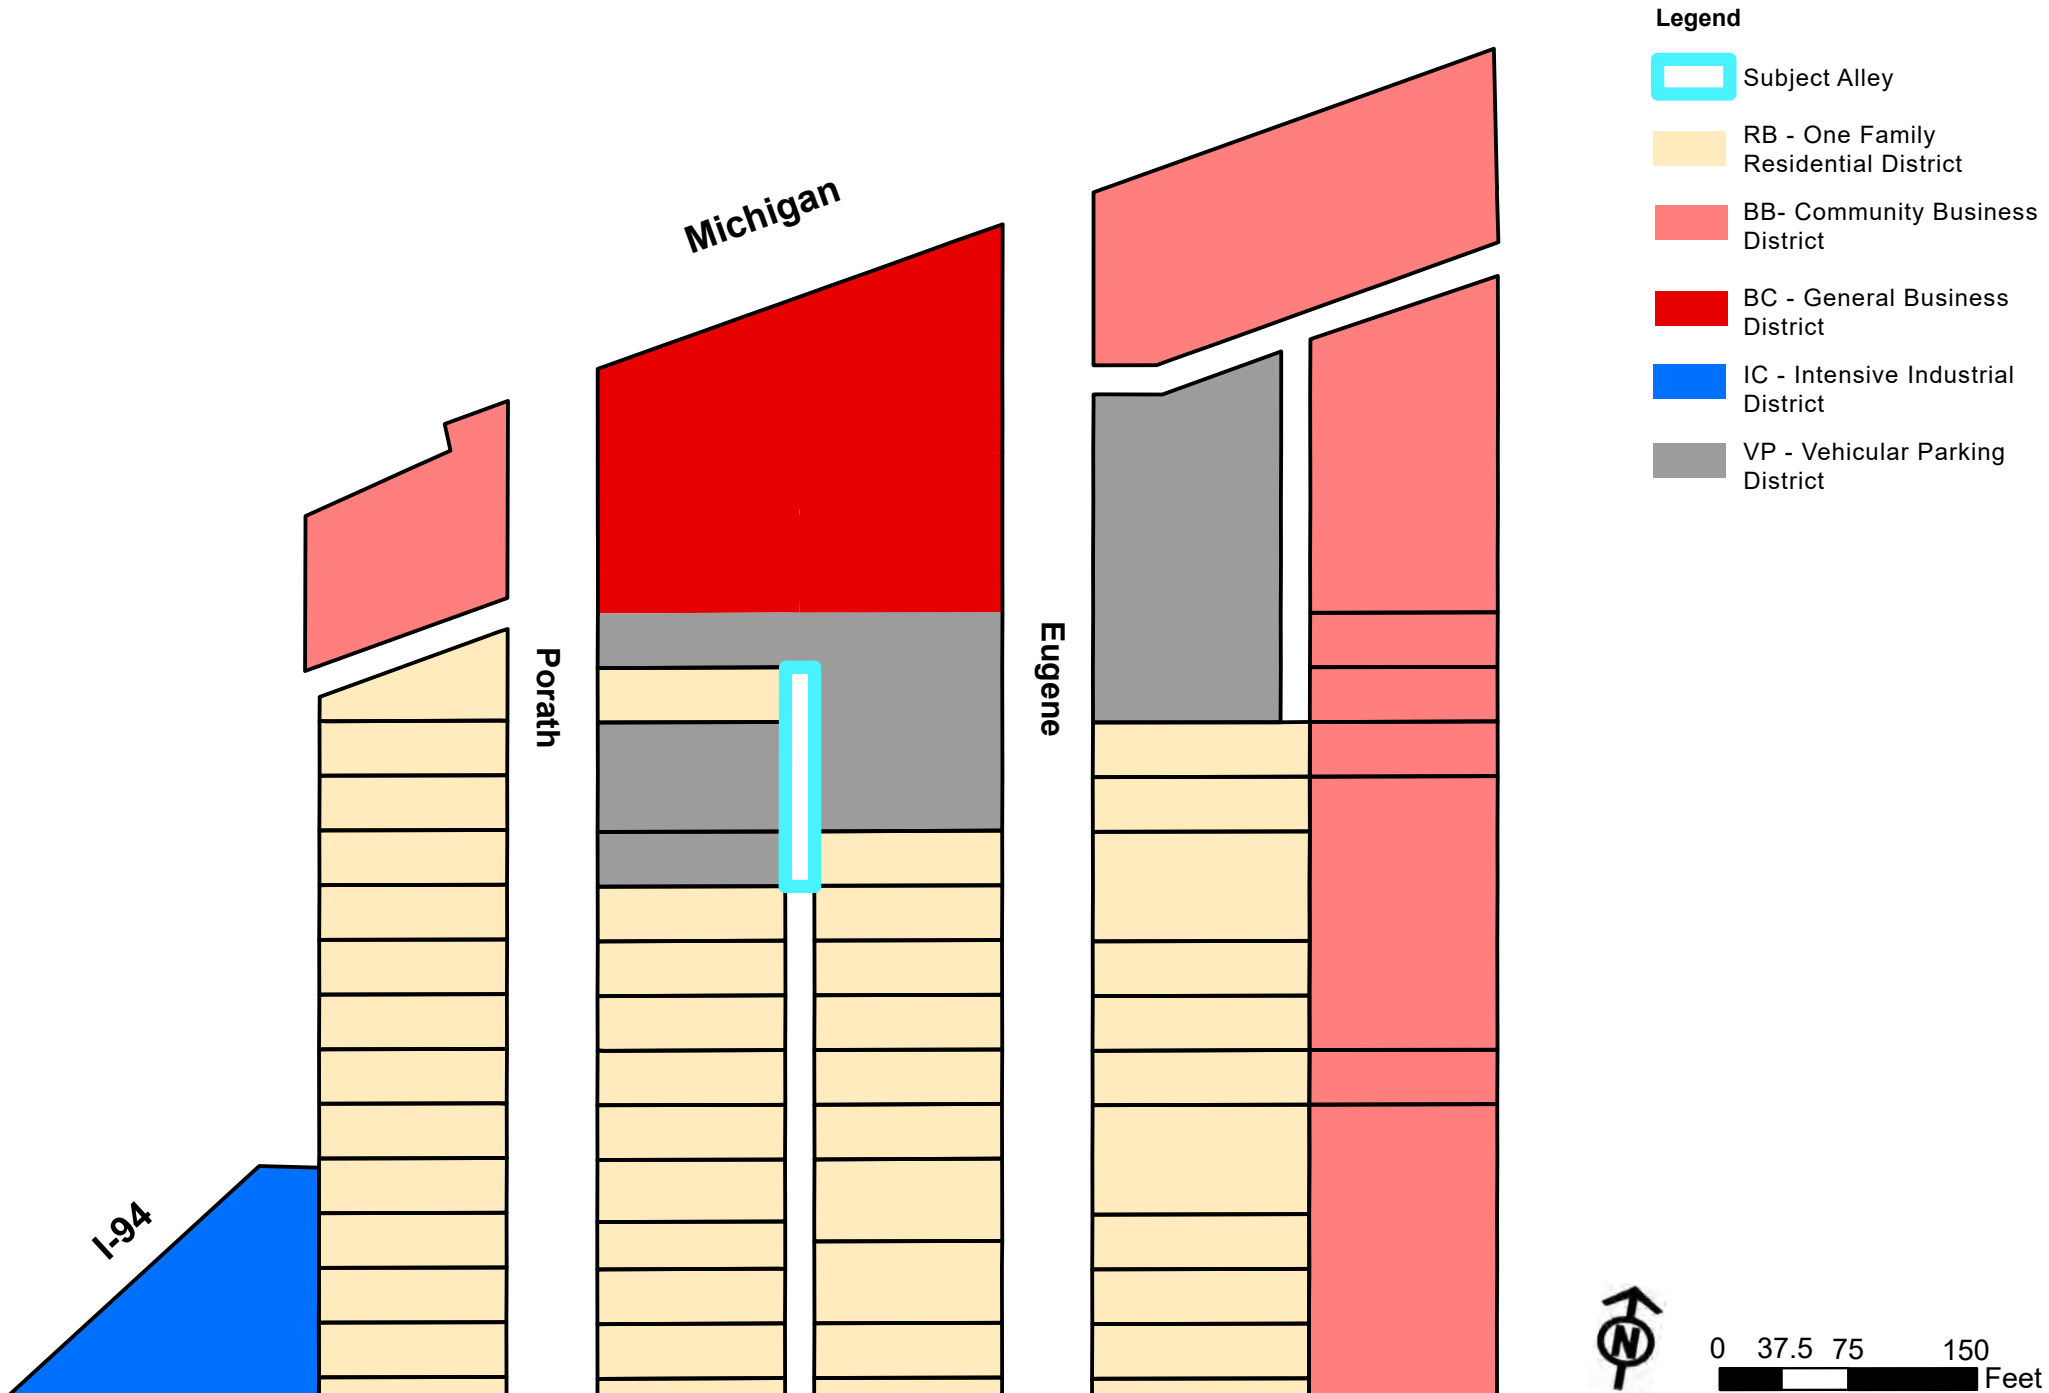 Legend
Subject Alley
RB - One Family
Residential District
BB- Community Business
District
BC - General Business
District
IC - Intensive Industrial
District
VP - Vehicular Parking
District
Michigan
Porath
Eugene
I-94
N
0 37.5 75 150
Feet